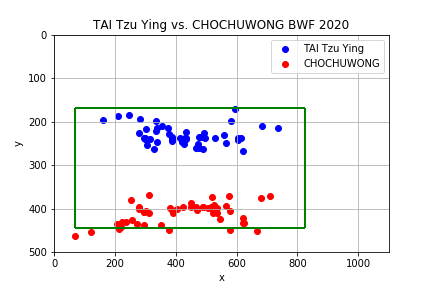 TAI Tzu Ying vs. CHOCHUWONG BWF 2020
TAI Tzu Ying
CHOCHUWONG
0
100
200
300
400
500
y
0 200 400 600 800 1000
x